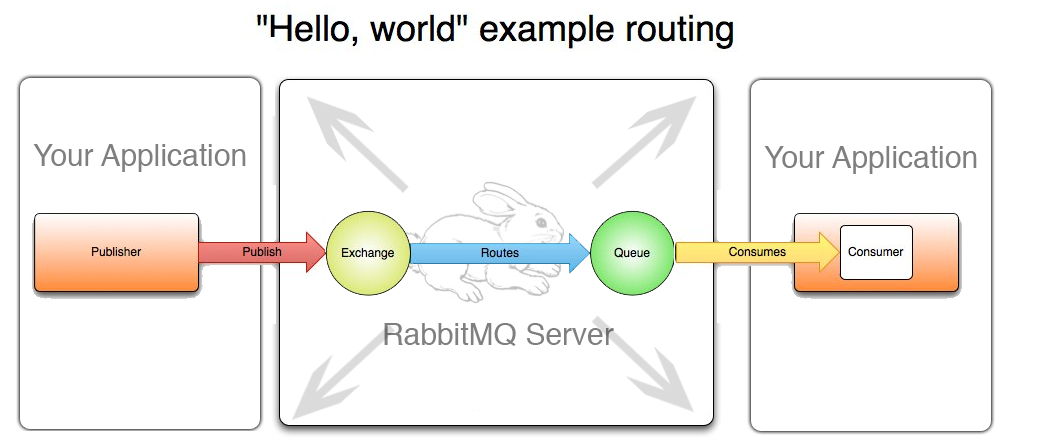 "Hello, world" example routing
Your Application
Your Application
Publisher
Publish
Exchange
Routes
Queue
Consumes
Consumer
RabbitMQ Server